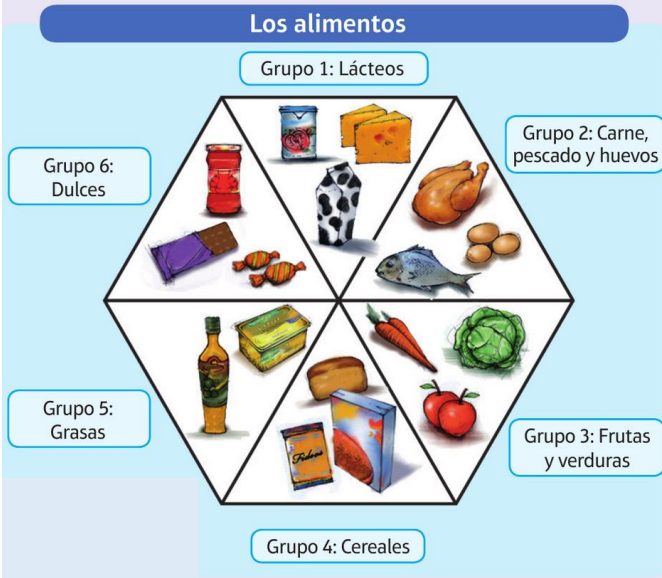 Los alimentos
Grupo 1: Lácteos
Grupo 2: Carne,
pescado y huevos
Grupo 6:
Dulces
Grupo 5:
Grasas
Fideos
Grupo 3: Frutas
y verduras
Grupo 4: Cereales